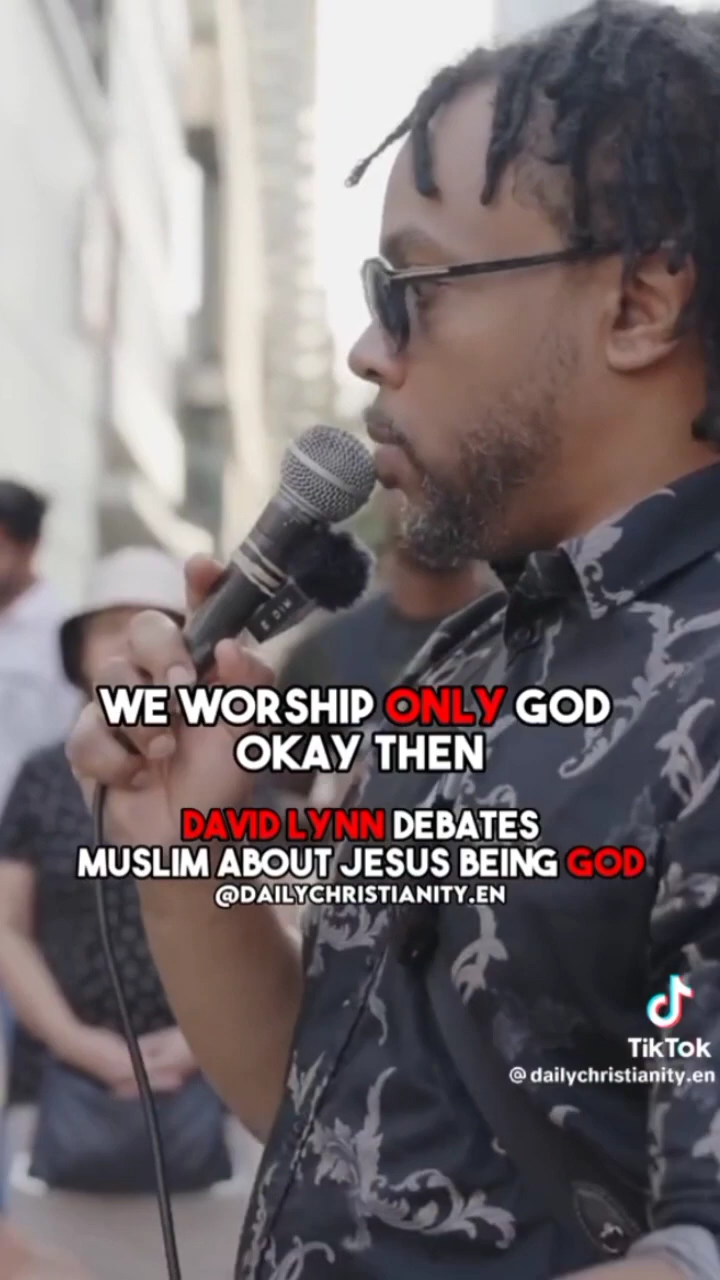 WE WORSHIP ONLY GOD
OKAY THEN
DAVID LYNN DEBATES
MUSLIM ABOUT JESUS BEING GOD
@DAILYCHRISTIANITY.EN
TikTok
@dailychristianity.en